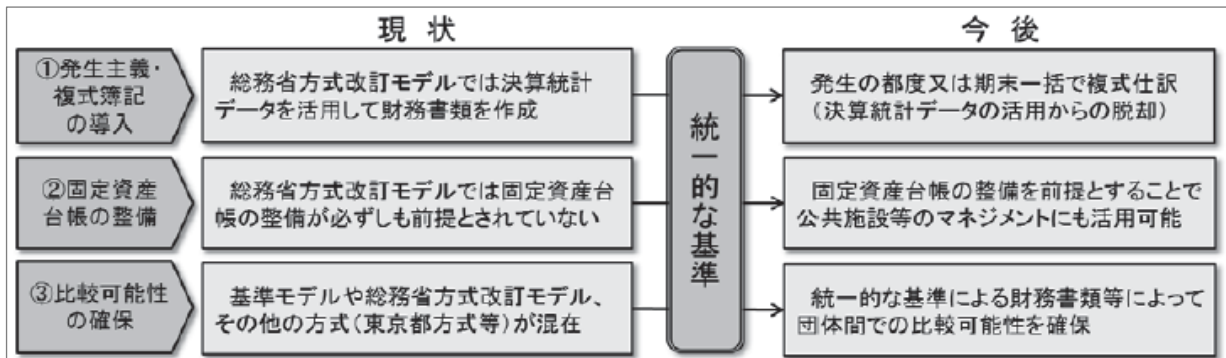 現 状
今 後
①発生主義・
複式簿記
の導入
総務省方式改訂モデルでは決算統計
データを活用して財務書類を作成
発生の都度又は期末一括で複式仕訳
(決算統計データの活用からの脱却)
②固定資産
台帳の整備
総務省方式改訂モデルでは固定資産台
帳の整備が必ずしも前提とされていない
固定資産台帳の整備を前提とすることで
公共施設等のマネジメントにも活用可能
③比較可能性
の確保
基準モデルや総務省方式改訂モデル、
その他の方式(東京都方式等)が混在
統一的な基準による財務書類等によって
団体間での比較可能性を確保
統一的な基準